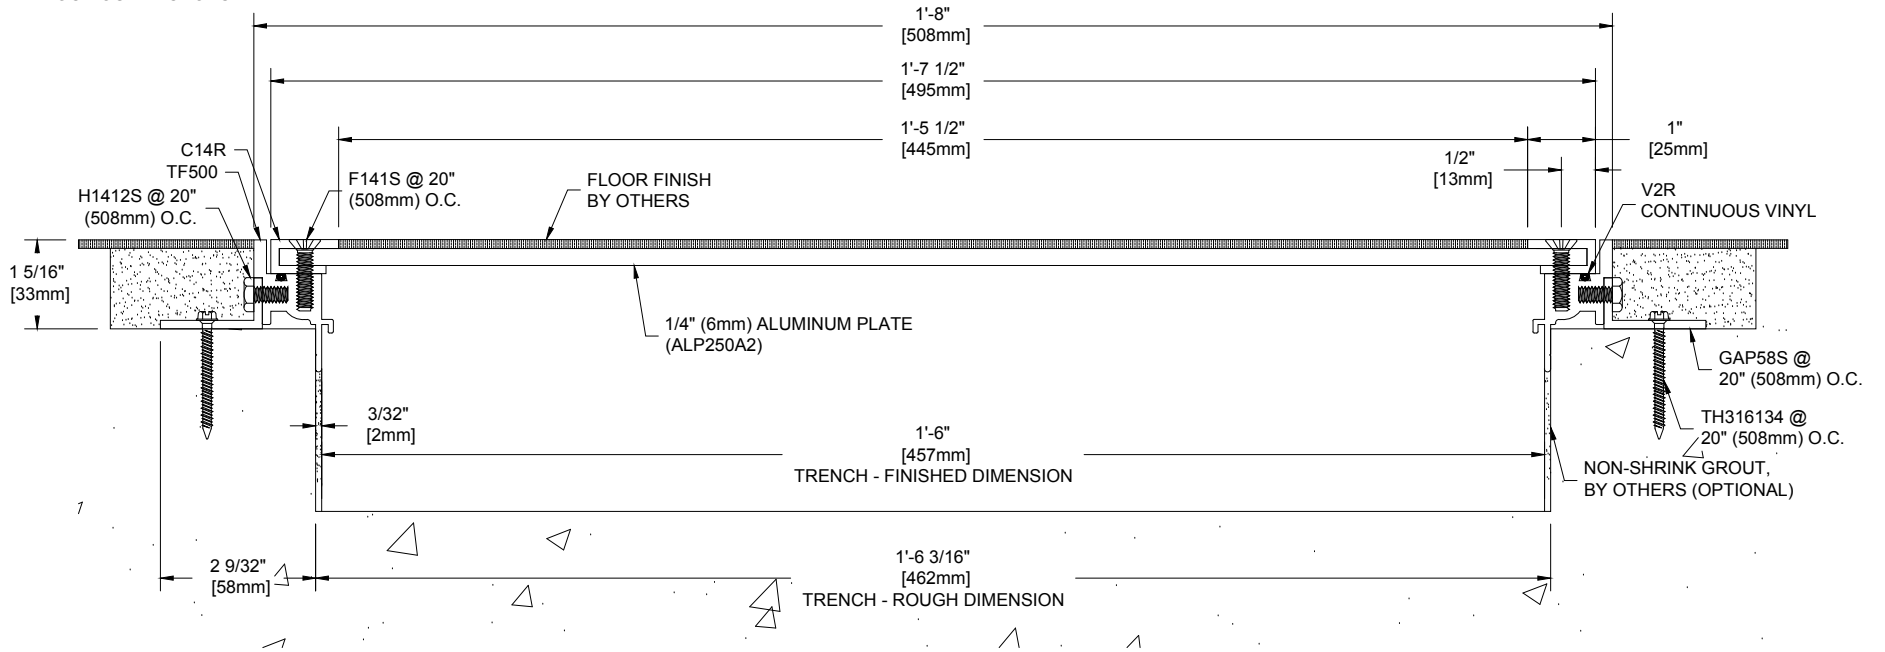 1'-8"
[508mm]
1'-7 1/2"
[495mm]
1'-5 1/2"
[445mm]
1"
[25mm]
1/2"
[13mm]
C14R
TF500
H1412S @ 20"
(508mm) O.C.
F141S @ 20"
(508mm) O.C.
FLOOR FINISH
BY OTHERS
V2R
CONTINUOUS VINYL
1 5/16"
[33mm]
1/4" (6mm) ALUMINUM PLATE
(ALP250A2)
GAP58S @
20" (508mm) O.C.
3/32"
[2mm]
TH316134 @
20" (508mm) O.C.
1'-6"
[457mm]
TRENCH - FINISHED DIMENSION
NON-SHRINK GROUT,
BY OTHERS (OPTIONAL)
2 9/32"
[58mm]
1'-6 3/16"
[462mm]
TRENCH - ROUGH DIMENSION